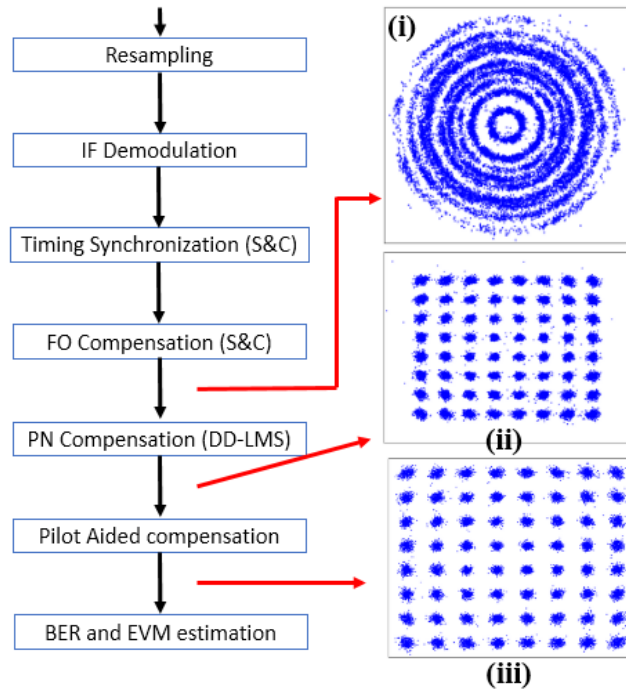 Resampling
IF Demodulation
Timing Synchronization (S&C)
FO Compensation (S&C)
PN Compensation (DD-LMS)
Pilot Aided compensation
BER and EVM estimation
(i)
(ii)
(iii)